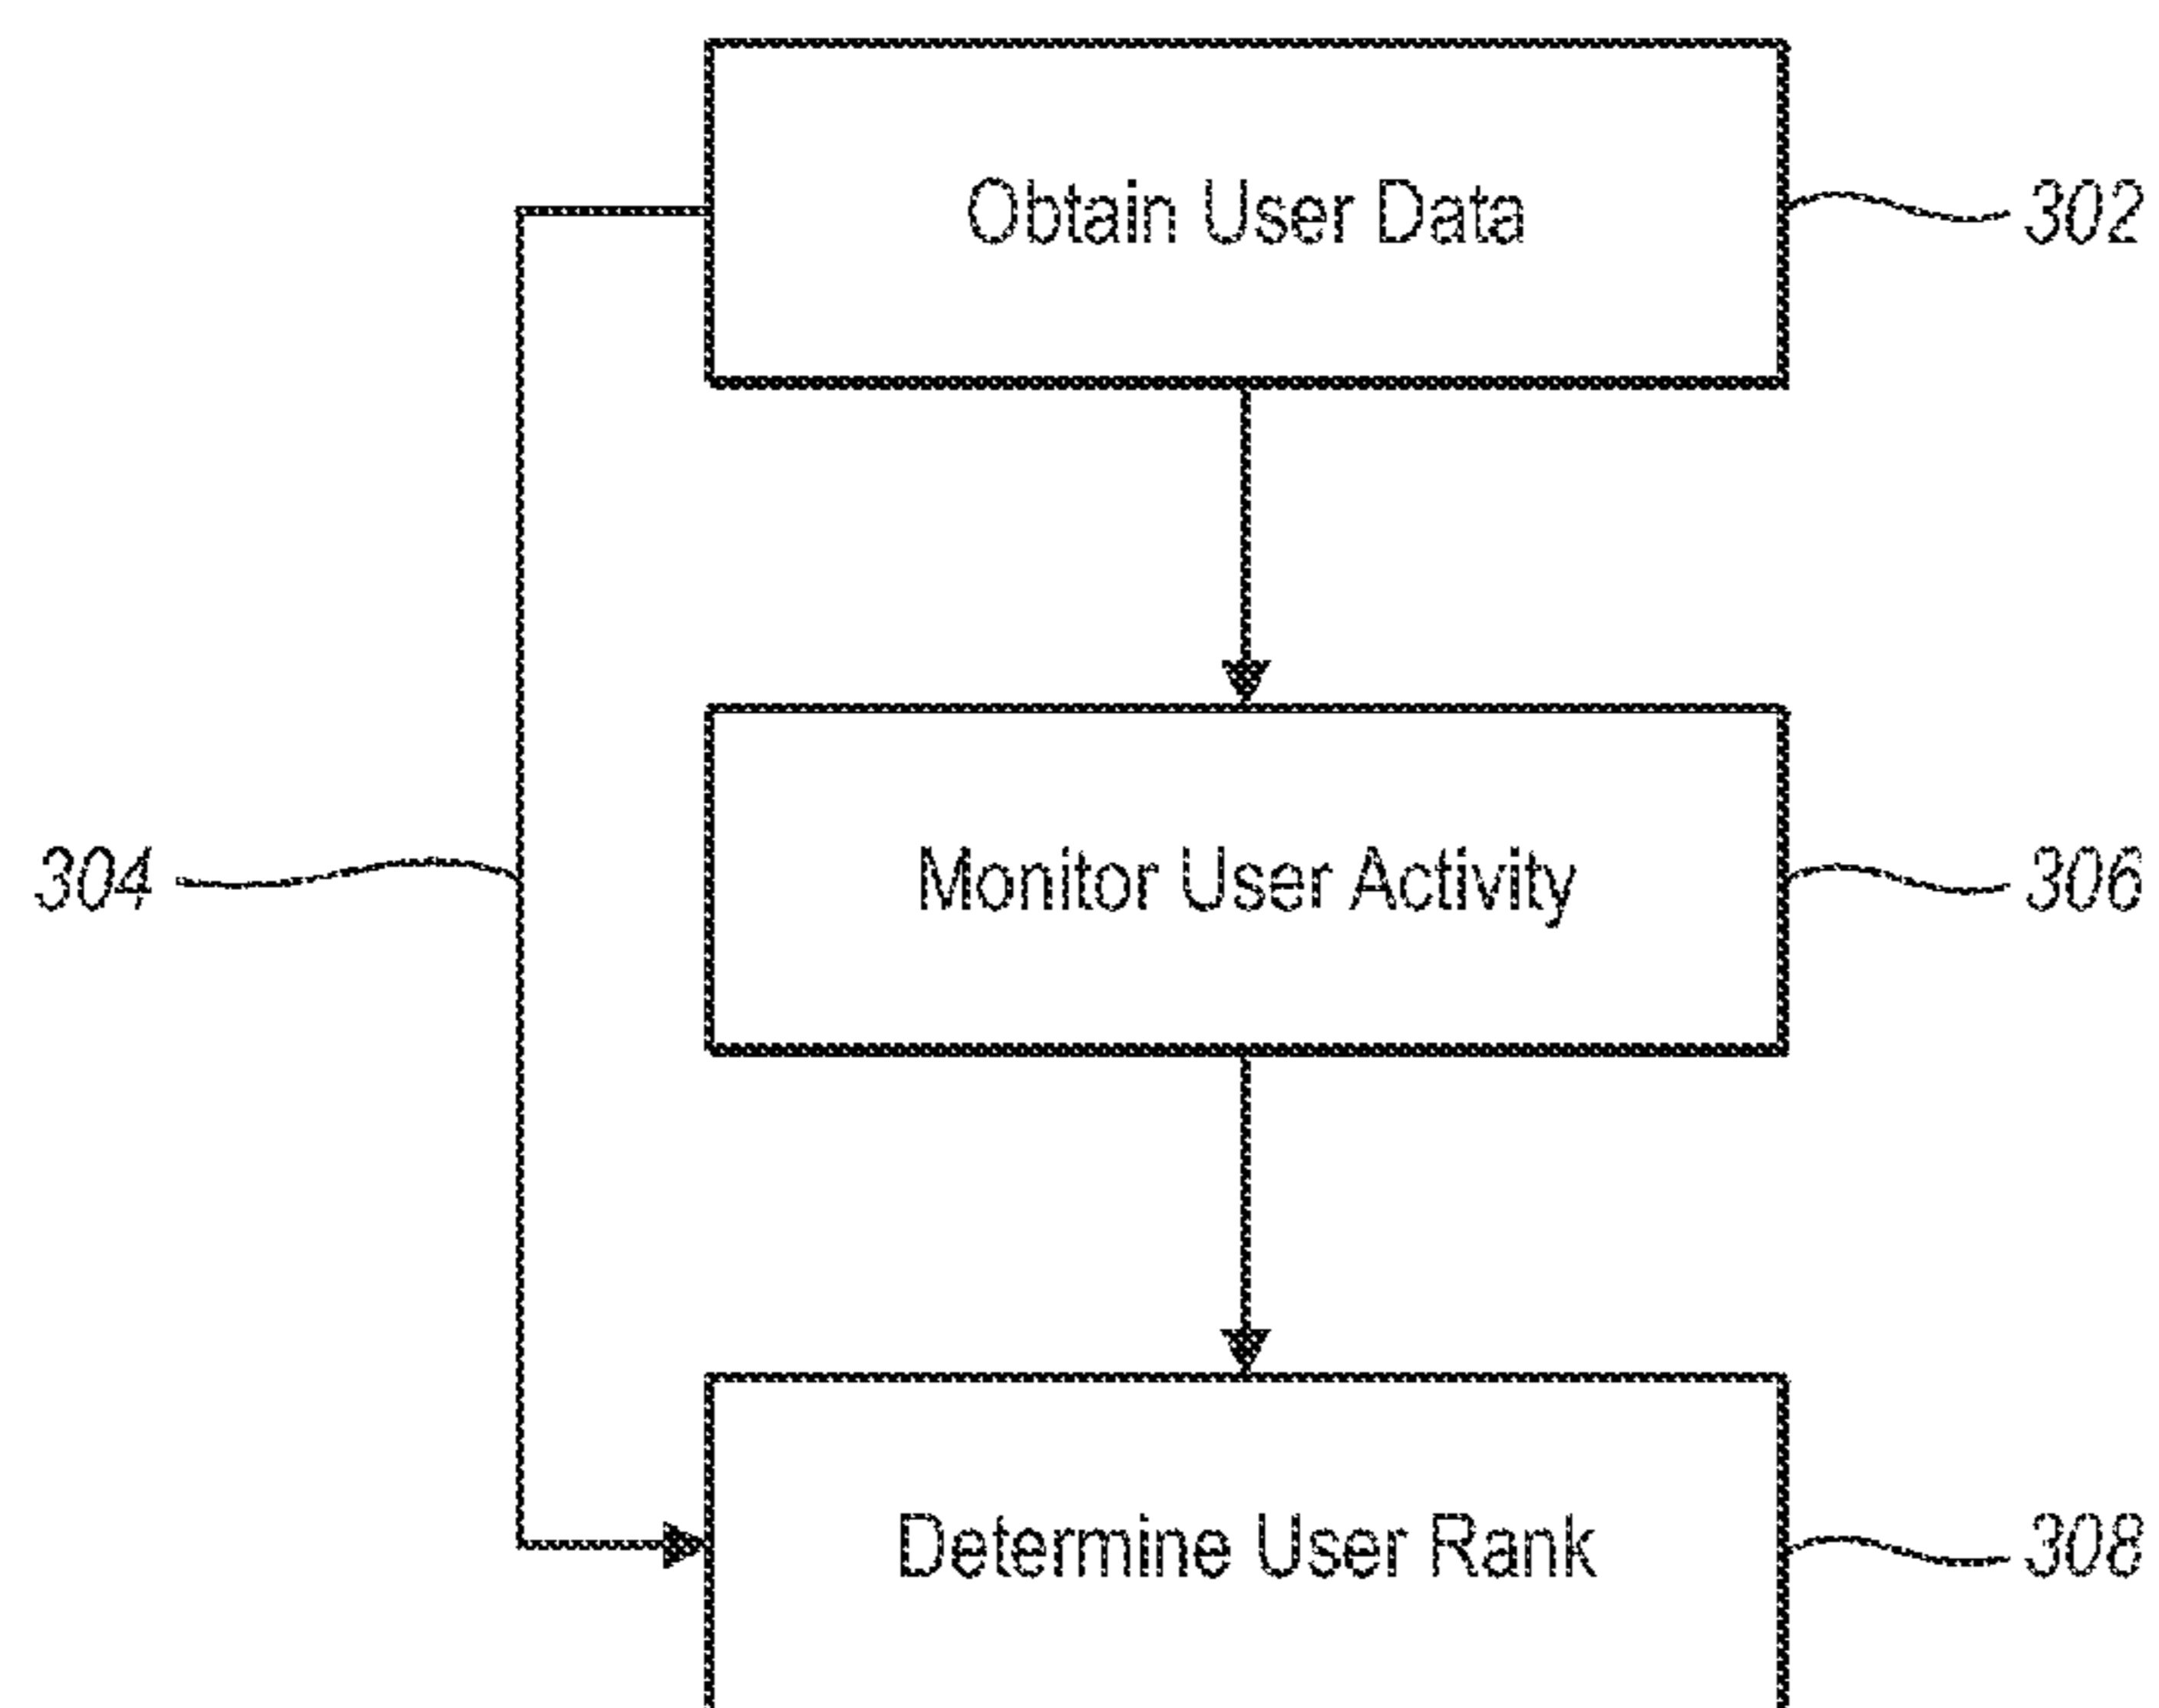 Obtain User Data
302
304
Monitor User Activity
306
Determine User Rank
308